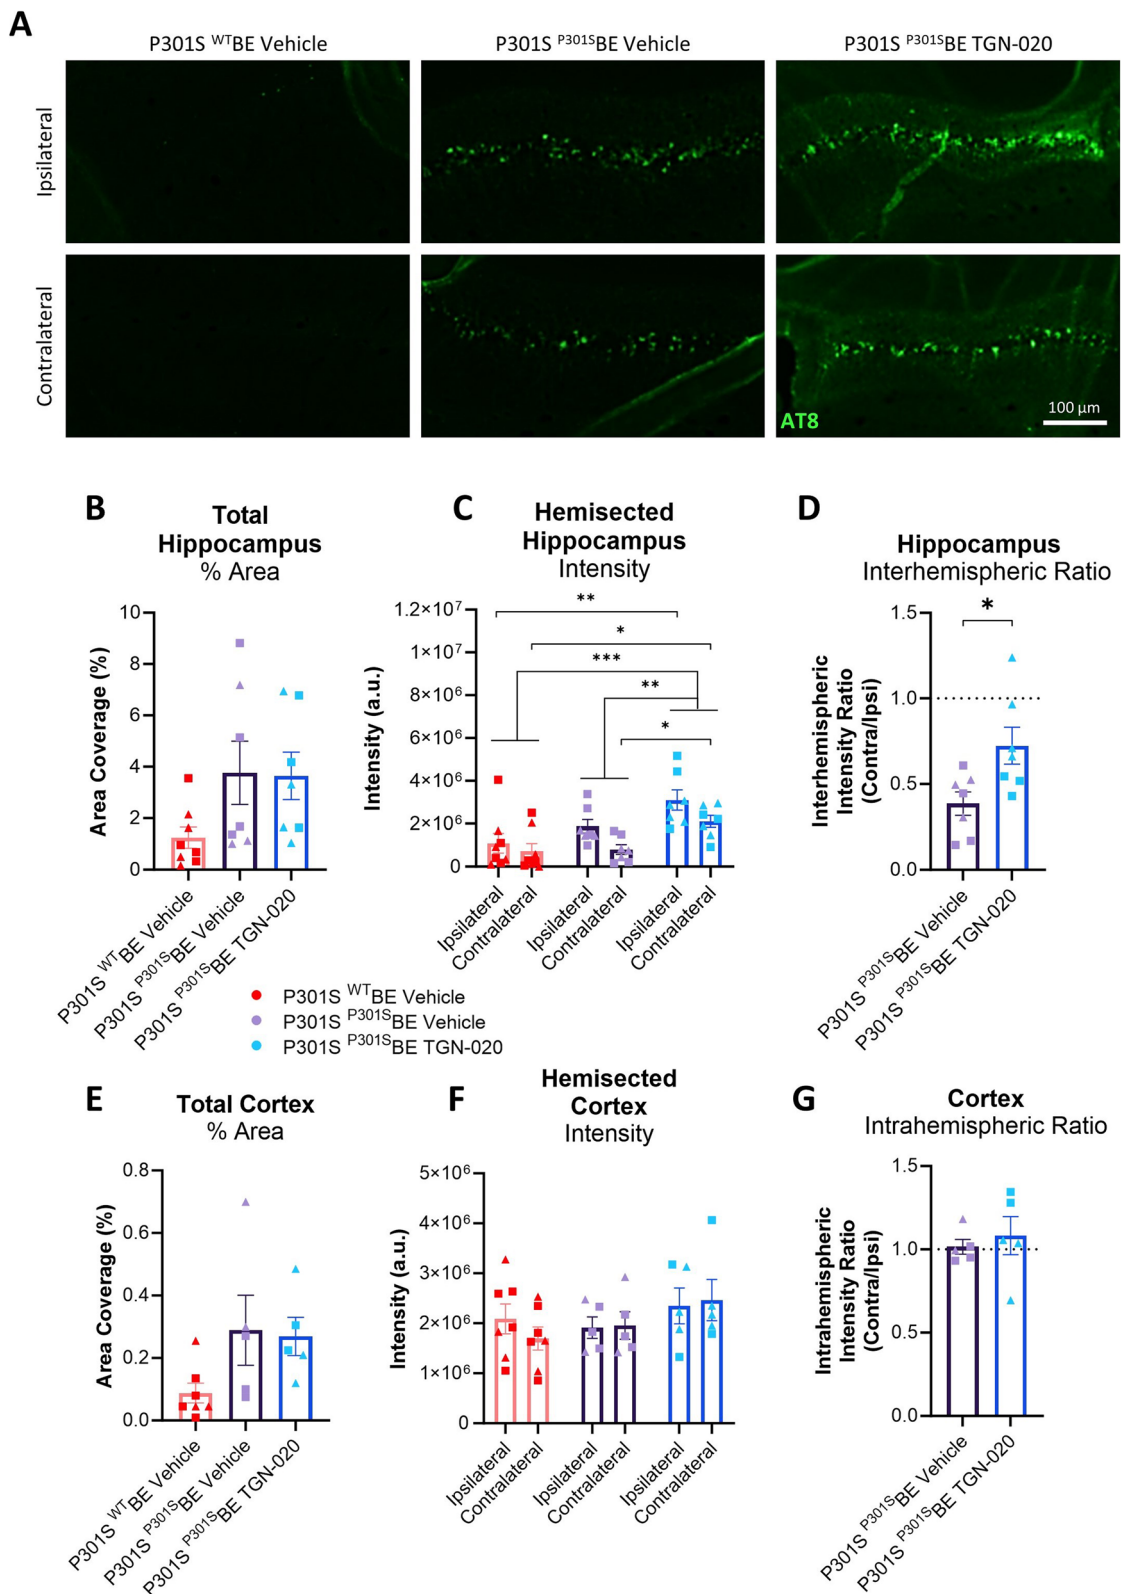 A
P301S WTBE Vehicle
P301S P301SBE Vehicle
P301S P301SBE TGN-020
Ipsilateral
Contralateral
AT8
100 µm
B
Total
Hippocampus
% Area
Area Coverage (%)
10
8
6
4
2
0
P301S WTBE Vehicle
P301S P301SBE Vehicle
P301S P301SBE TGN-020
C
Hemisected
Hippocampus
Intensity
Intensity (a.u.)
1.2×10⁷
1×10⁷
8×10⁶
6×10⁶
4×10⁶
2×10⁶
0
**
*
***
**
*
Ipsilateral
Contralateral
Ipsilateral
Contralateral
Ipsilateral
Contralateral
D
Hippocampus
Interhemispheric Ratio
Interhemispheric
Intensity Ratio
(Contra/Ipsi)
1.5
1.0
0.5
0.0
*
P301S P301SBE Vehicle
P301S P301SBE TGN-020
P301S WTBE Vehicle
P301S P301SBE Vehicle
P301S P301SBE TGN-020
E
Total Cortex
% Area
Area Coverage (%)
0.8
0.6
0.4
0.2
0.0
P301S WTBE Vehicle
P301S P301SBE Vehicle
P301S P301SBE TGN-020
F
Hemisected
Cortex
Intensity
Intensity (a.u.)
5×10⁶
4×10⁶
3×10⁶
2×10⁶
1×10⁶
0
Ipsilateral
Contralateral
Ipsilateral
Contralateral
Ipsilateral
Contralateral
G
Cortex
Intrahemispheric Ratio
Intrahemispheric
Intensity Ratio
(Contra/Ipsi)
1.5
1.0
0.5
0.0
P301S P301SBE Vehicle
P301S P301SBE TGN-020